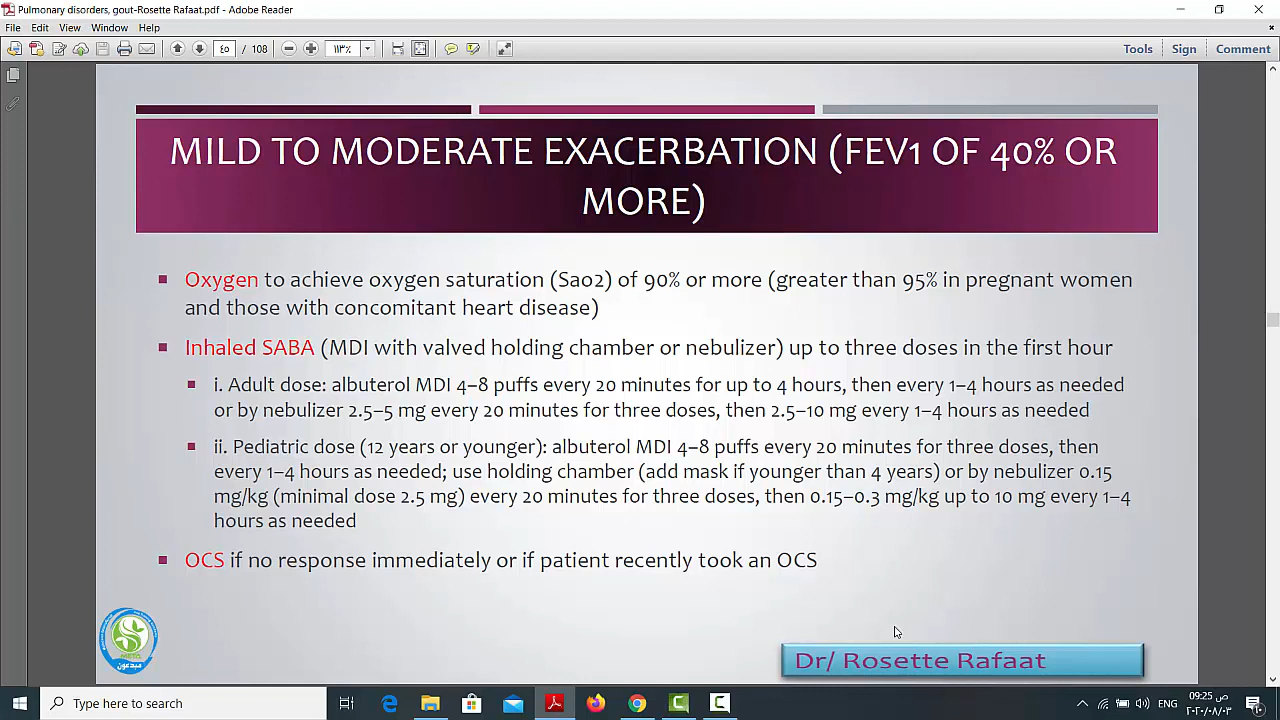 Pulmonary disorders, gout-Rosette Rafaat.pdf - Adobe Reader
File Edit View Window Help
٤٥ / 108 ١١٣%
Tools Sign Comment
MILD TO MODERATE EXACERBATION (FEV1 OF 40% OR
MORE)
Oxygen to achieve oxygen saturation (Sao2) of 90% or more (greater than 95% in pregnant women
and those with concomitant heart disease)
Inhaled SABA (MDI with valved holding chamber or nebulizer) up to three doses in the first hour
i. Adult dose: albuterol MDI 4–8 puffs every 20 minutes for up to 4 hours, then every 1–4 hours as needed
or by nebulizer 2.5–5 mg every 20 minutes for three doses, then 2.5–10 mg every 1–4 hours as needed
ii. Pediatric dose (12 years or younger): albuterol MDI 4–8 puffs every 20 minutes for three doses, then
every 1–4 hours as needed; use holding chamber (add mask if younger than 4 years) or by nebulizer 0.15
mg/kg (minimal dose 2.5 mg) every 20 minutes for three doses, then 0.15–0.3 mg/kg up to 10 mg every 1–4
hours as needed
OCS if no response immediately or if patient recently took an OCS
مبدعون
Dr/ Rosette Rafaat
Type here to search
ENG
09:25 ص
٢٠٢٠/٠٨/٠٣